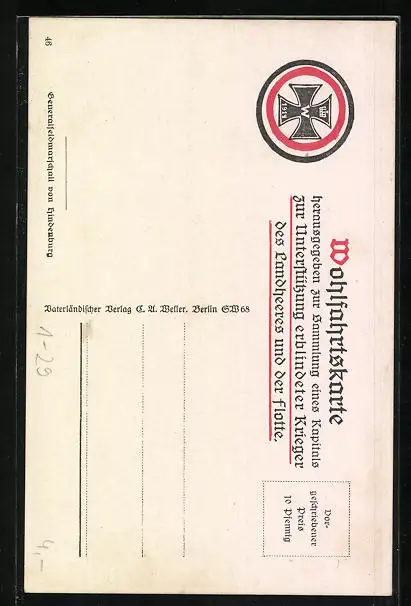 Wohlfahrtskarte
herausgegeben zur Sammlung eines Kapitals
zur Unterstützung erblindeter Krieger
des Landheeres und der Flotte.
W
1914
Vor-
geschriebener
Preis
10 Pfennig
Vaterländischer Verlag C. A. Weller, Berlin SW 68
46
Generalfeldmarschall von Hindenburg
1-29
4,-